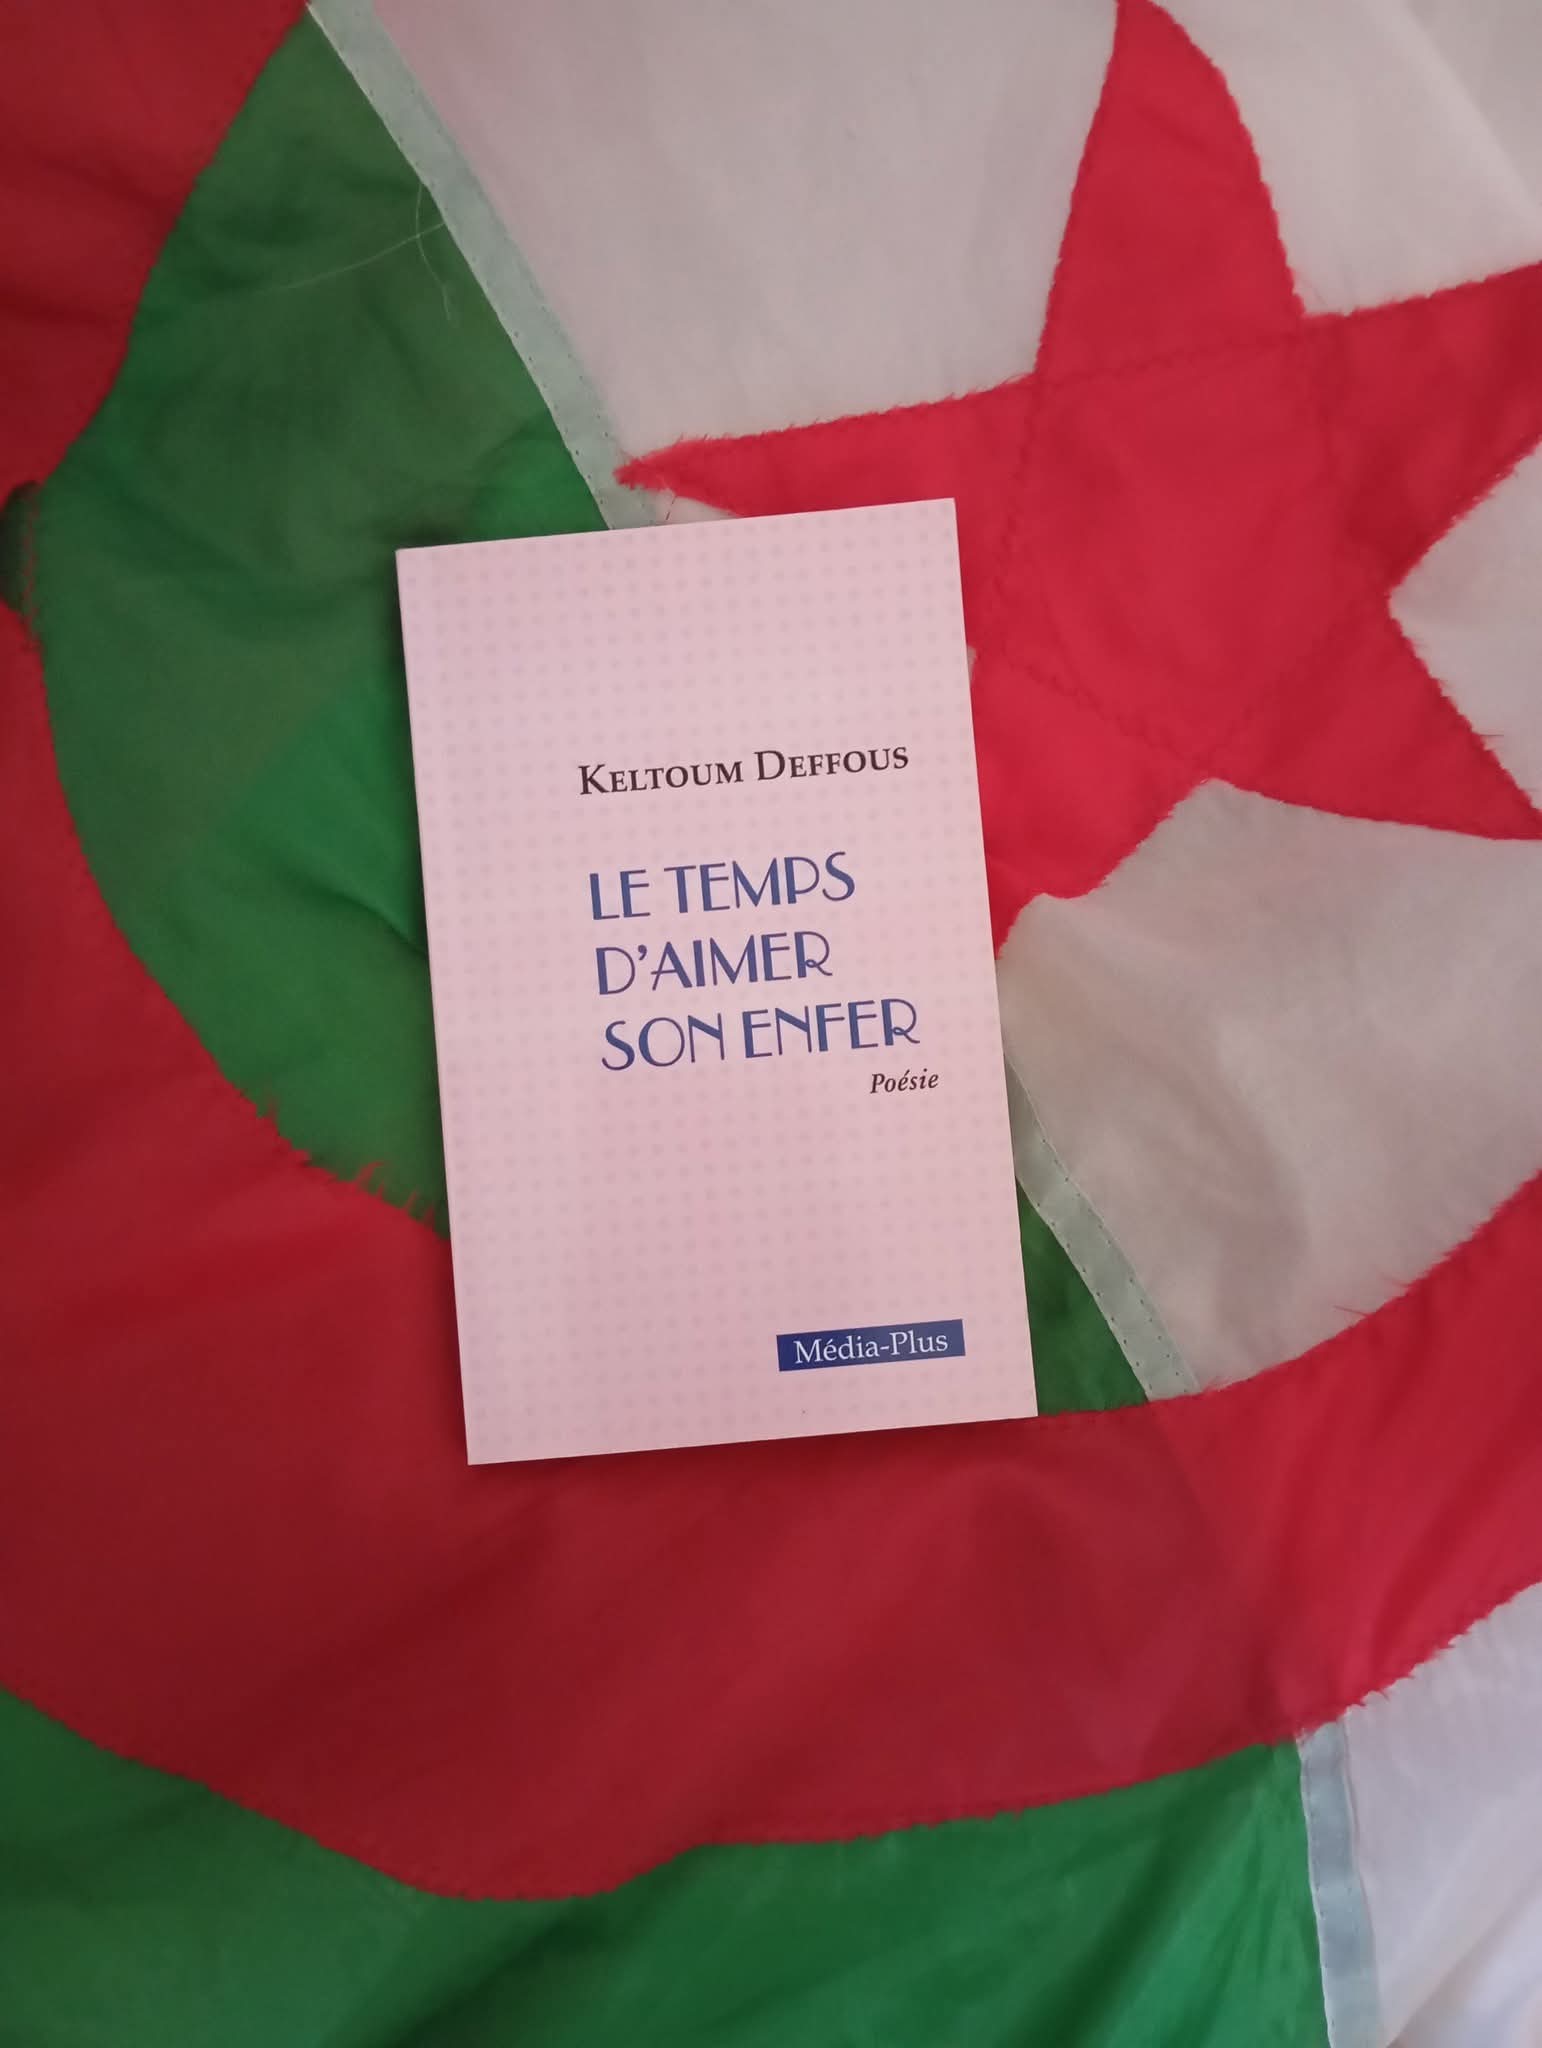 KELTOUM DEFFOUS
LE TEMPS
D'AIMER
SON ENFER
Poésie
Média-Plus